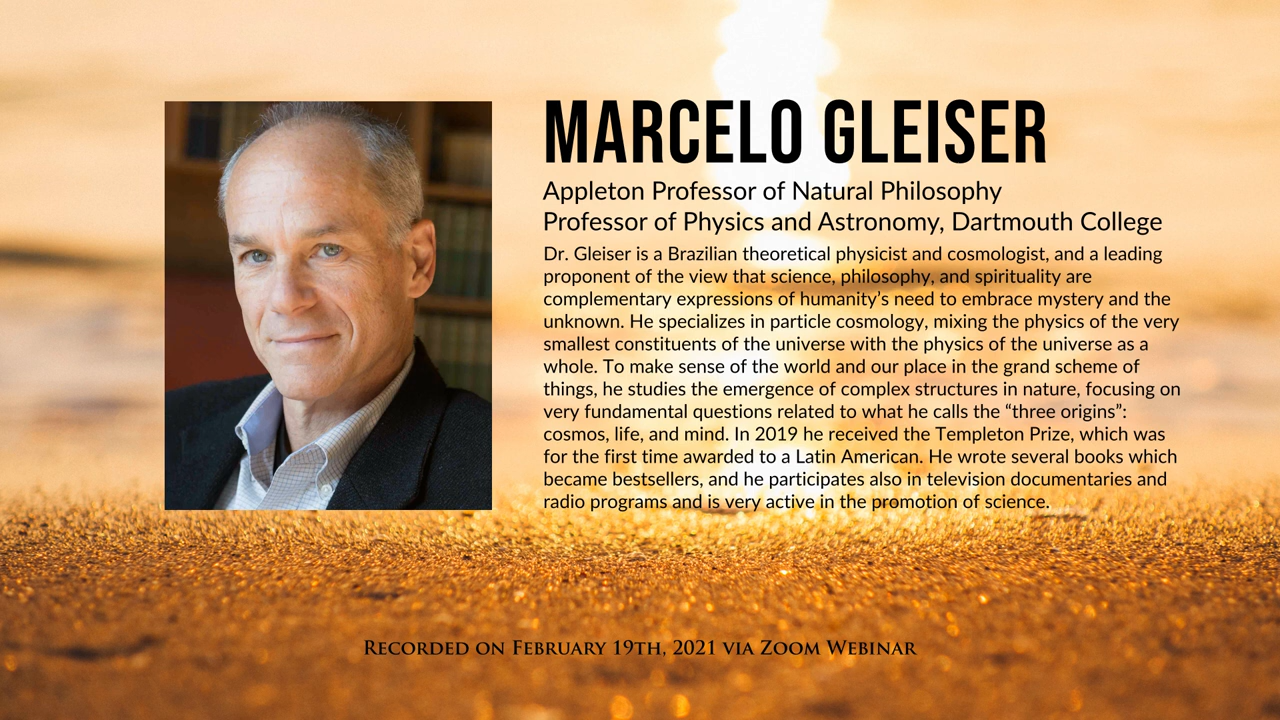 MARCELO GLEISER
Appleton Professor of Natural Philosophy
Professor of Physics and Astronomy, Dartmouth College
Dr. Gleiser is a Brazilian theoretical physicist and cosmologist, and a leading
proponent of the view that science, philosophy, and spirituality are
complementary expressions of humanity’s need to embrace mystery and the
unknown. He specializes in particle cosmology, mixing the physics of the very
smallest constituents of the universe with the physics of the universe as a
whole. To make sense of the world and our place in the grand scheme of
things, he studies the emergence of complex structures in nature, focusing on
very fundamental questions related to what he calls the “three origins”:
cosmos, life, and mind. In 2019 he received the Templeton Prize, which was
for the first time awarded to a Latin American. He wrote several books which
became bestsellers, and he participates also in television documentaries and
radio programs and is very active in the promotion of science.
Recorded on February 19th, 2021 via Zoom Webinar